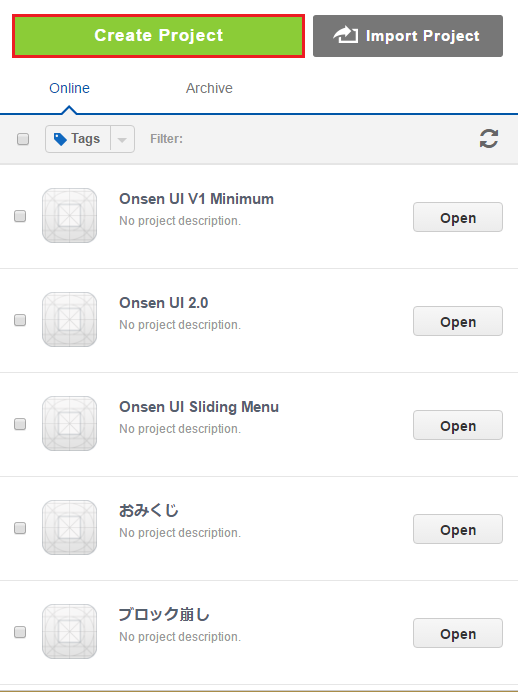 Create Project
Import Project
Online
Archive
Tags
Filter:
Onsen UI V1 Minimum
No project description.
Open
Onsen UI 2.0
No project description.
Open
Onsen UI Sliding Menu
No project description.
Open
おみくじ
No project description.
Open
ブロック崩し
No project description.
Open